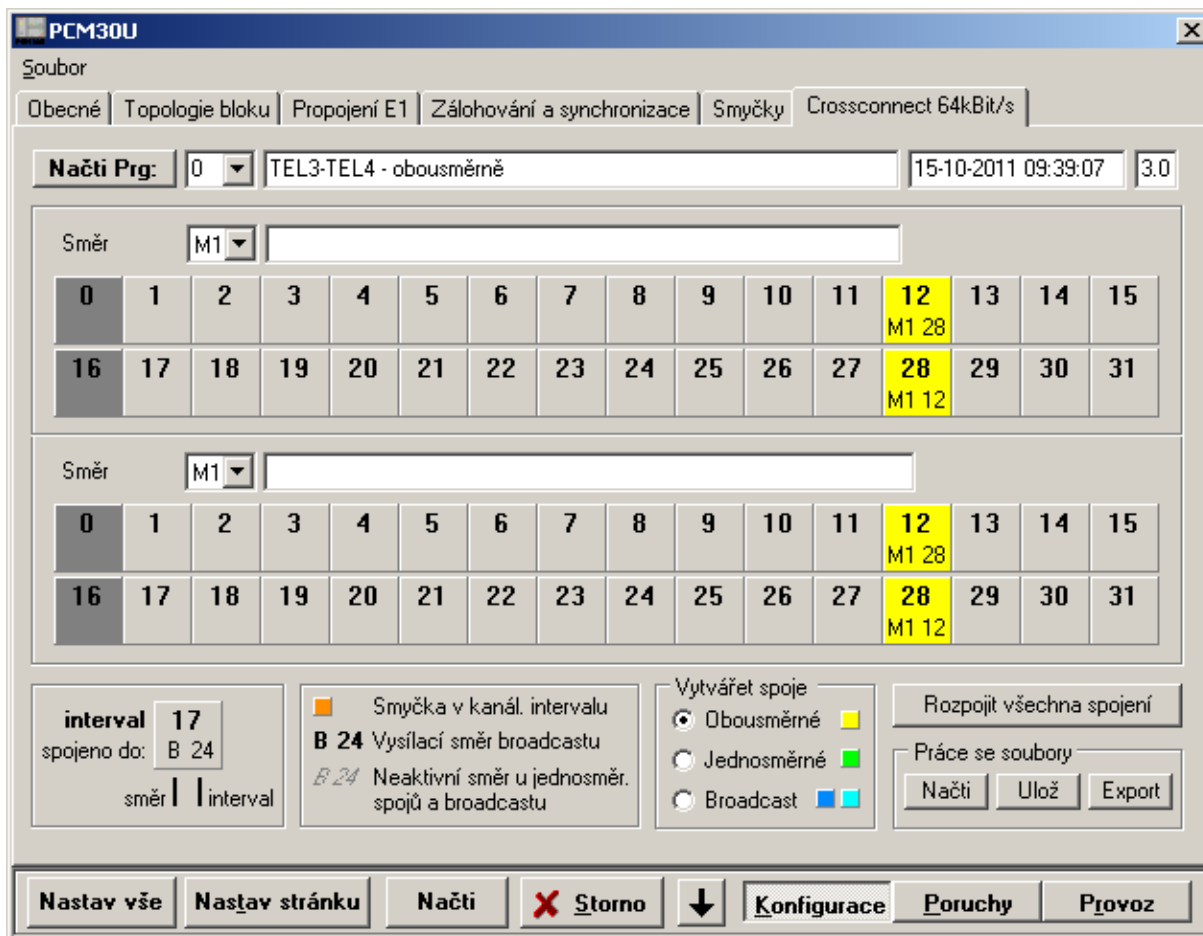 PCM30U
Soubor
Obecné Topologie bloku Propojení E1 Zálohování a synchronizace Smyčky Crossconnect 64kBit/s
Načti Prg: 0 TEL3-TEL4 - obousměrně 15-10-2011 09:39:07 3.0
Směr M1
0 1 2 3 4 5 6 7 8 9 10 11 12 13 14 15
M1 28
16 17 18 19 20 21 22 23 24 25 26 27 28 29 30 31
M1 12
Směr M1
0 1 2 3 4 5 6 7 8 9 10 11 12 13 14 15
M1 28
16 17 18 19 20 21 22 23 24 25 26 27 28 29 30 31
M1 12
interval 17
spojeno do: B 24
směr interval
Smyčka v kanál. intervalu
B 24 Vysílací směr broadcastu
B 24 Neaktivní směr u jednosměr.
spojů a broadcastu
Vytvářet spoje
Obousměrné
Jednosměrné
Broadcast
Rozpojit všechna spojení
Práce se soubory
Načti Ulož Export
Nastav vše Nastav stránku Načti Storno Konfigurace Poruchy Provoz